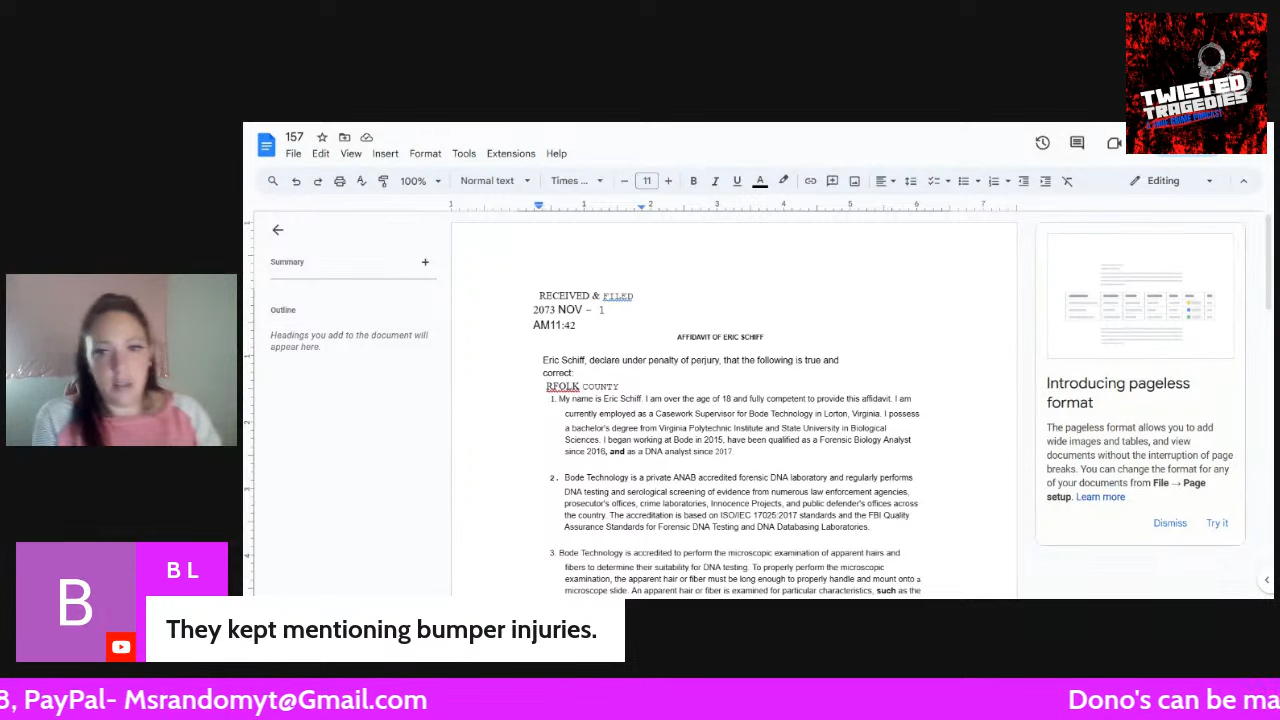 TWISTED
TRAGEDIES
A TRUE CRIME PODCAST
157
File Edit View Insert Format Tools Extensions Help
100% Normal text Times ... 11 B I U A Editing
1 1 2 3 4 5 6 7
Summary
Outline
Headings you add to the document will
appear here.
RECEIVED & FILED
2073 NOV - 1
AM11:42
AFFIDAVIT OF ERIC SCHIFF
Eric Schiff, declare under penalty of perjury, that the following is true and
correct:
RFOLK COUNTY
1. My name is Eric Schiff. I am over the age of 18 and fully competent to provide this affidavit. I am
currently employed as a Casework Supervisor for Bode Technology in Lorton, Virginia. I possess
a bachelor's degree from Virginia Polytechnic Institute and State University in Biological
Sciences. I began working at Bode in 2015, have been qualified as a Forensic Biology Analyst
since 2016, and as a DNA analyst since 2017.
2. Bode Technology is a private ANAB accredited forensic DNA laboratory and regularly performs
DNA testing and serological screening of evidence from numerous law enforcement agencies,
prosecutor's offices, crime laboratories, Innocence Projects, and public defender's offices across
the country. The accreditation is based on ISO/IEC 17025:2017 standards and the FBI Quality
Assurance Standards for Forensic DNA Testing and DNA Databasing Laboratories.
3. Bode Technology is accredited to perform the microscopic examination of apparent hairs and
fibers to determine their suitability for DNA testing. To properly perform the microscopic
examination, the apparent hair or fiber must be long enough to properly handle and mount onto a
microscope slide. An apparent hair or fiber is examined for particular characteristics, such as the
Introducing pageless
format
The pageless format allows you to add
wide images and tables, and view
documents without the interruption of page
breaks. You can change the format for any
of your documents from File → Page
setup. Learn more
Dismiss Try it
B
B L
They kept mentioning bumper injuries.
8, PayPal- Msrandomyt@Gmail.com
Dono's can be ma